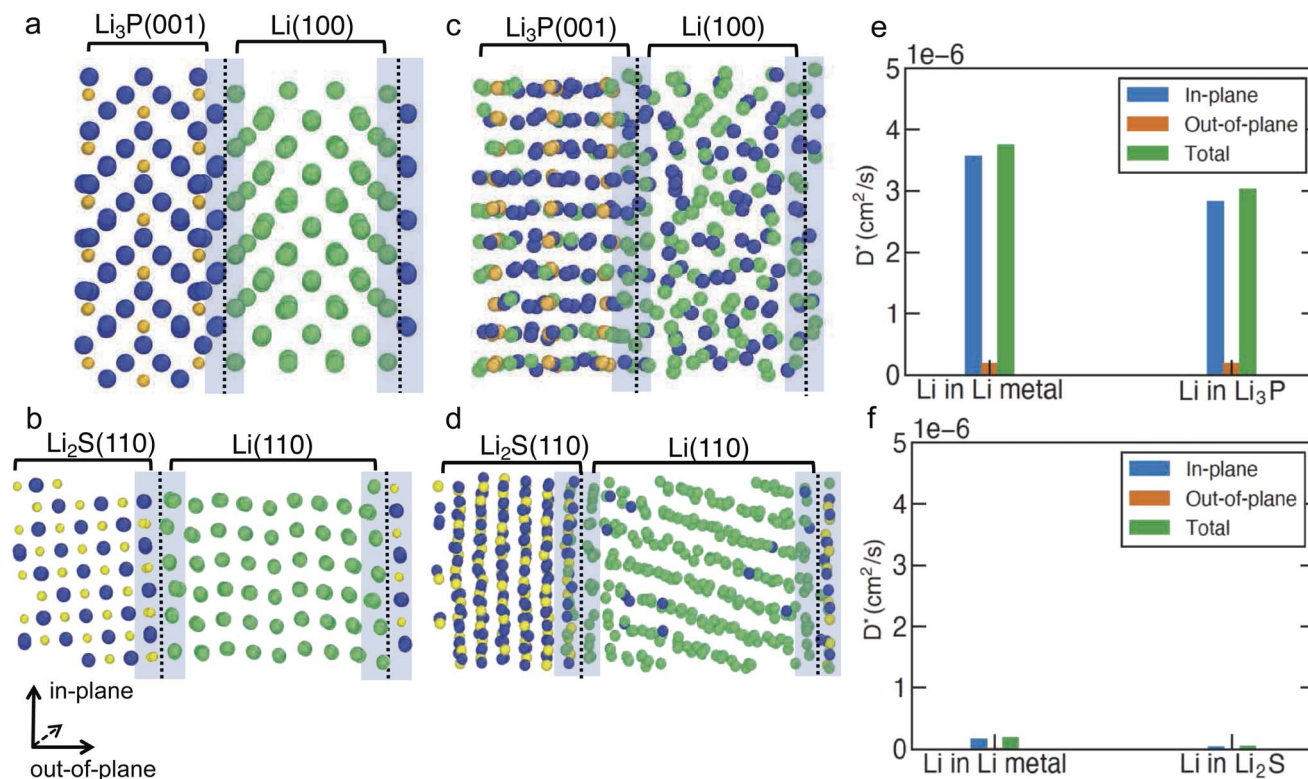 a
Li₃P(001)
Li(100)
b
Li₂S(110)
Li(110)
in-plane
out-of-plane
c
Li₃P(001)
Li(100)
d
Li₂S(110)
Li(110)
e
1e-6
5
4
3
2
1
0
D* (cm²/s)
In-plane
Out-of-plane
Total
Li in Li metal
Li in Li₃P
f
1e-6
5
4
3
2
1
0
D* (cm²/s)
In-plane
Out-of-plane
Total
Li in Li metal
Li in Li₂S